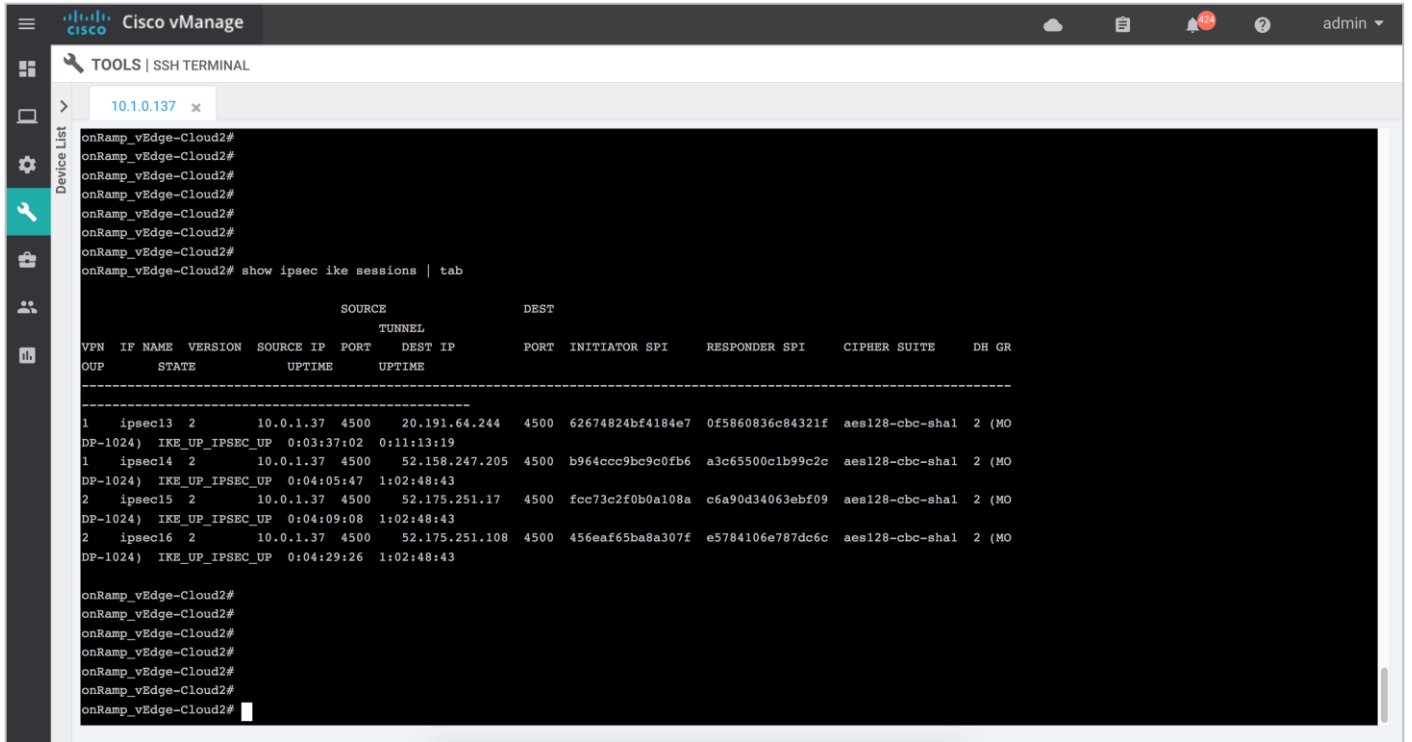 cisco Cisco vManage 424 admin
TOOLS | SSH TERMINAL
10.1.0.137 ×
Device List
onRamp_vEdge-Cloud2#
onRamp_vEdge-Cloud2#
onRamp_vEdge-Cloud2#
onRamp_vEdge-Cloud2#
onRamp_vEdge-Cloud2#
onRamp_vEdge-Cloud2#
onRamp_vEdge-Cloud2#
onRamp_vEdge-Cloud2# show ipsec ike sessions | tab
SOURCE DEST
TUNNEL
VPN IF NAME VERSION SOURCE IP PORT DEST IP PORT INITIATOR SPI RESPONDER SPI CIPHER SUITE DH GR
OUP STATE UPTIME UPTIME
--------------------------------------------------------------------------------------------------------------------------
---------------------------------------------------
1 ipsec13 2 10.0.1.37 4500 20.191.64.244 4500 62674824bf4184e7 0f5860836c84321f aes128-cbc-sha1 2 (MO
DP-1024) IKE_UP_IPSEC_UP 0:03:37:02 0:11:13:19
1 ipsec14 2 10.0.1.37 4500 52.158.247.205 4500 b964ccc9bc9c0fb6 a3c65500c1b99c2c aes128-cbc-sha1 2 (MO
DP-1024) IKE_UP_IPSEC_UP 0:04:05:47 1:02:48:43
2 ipsec15 2 10.0.1.37 4500 52.175.251.17 4500 fcc73c2f0b0a108a c6a90d34063ebf09 aes128-cbc-sha1 2 (MO
DP-1024) IKE_UP_IPSEC_UP 0:04:09:08 1:02:48:43
2 ipsec16 2 10.0.1.37 4500 52.175.251.108 4500 456eaf65ba8a307f e5784106e787dc6c aes128-cbc-sha1 2 (MO
DP-1024) IKE_UP_IPSEC_UP 0:04:29:26 1:02:48:43
onRamp_vEdge-Cloud2#
onRamp_vEdge-Cloud2#
onRamp_vEdge-Cloud2#
onRamp_vEdge-Cloud2#
onRamp_vEdge-Cloud2#
onRamp_vEdge-Cloud2#
onRamp_vEdge-Cloud2#